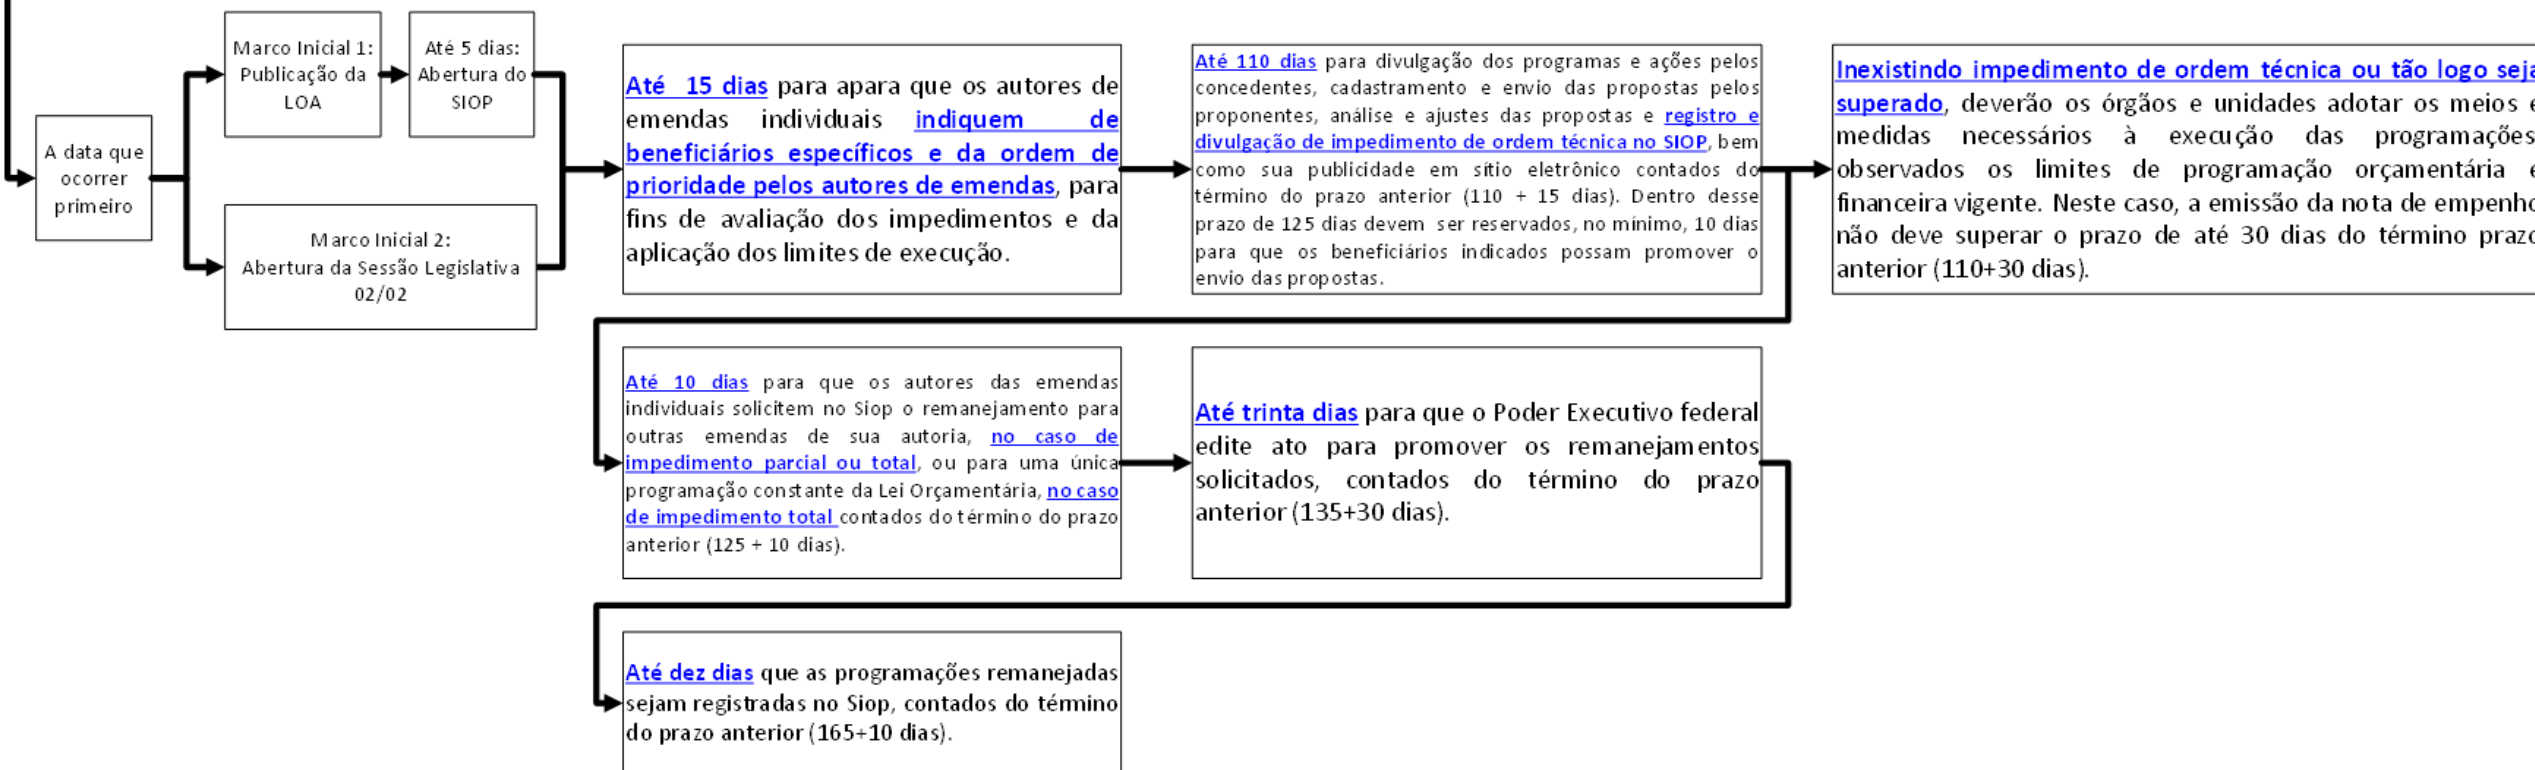 A data que
ocorrer
primeiro
Marco Inicial 1:
Publicação da
LOA
Até 5 dias:
Abertura do
SIOP
Marco Inicial 2:
Abertura da Sessão Legislativa
02/02
Até 15 dias para apara que os autores de
emendas individuais indiquem de
beneficiários específicos e da ordem de
prioridade pelos autores de emendas, para
fins de avaliação dos impedimentos e da
aplicação dos limites de execução.
Até 110 dias para divulgação dos programas e ações pelos
concedentes, cadastramento e envio das propostas pelos
proponentes, análise e ajustes das propostas e registro e
divulgação de impedimento de ordem técnica no SIOP, bem
como sua publicidade em sítio eletrônico contados do
término do prazo anterior (110 + 15 dias). Dentro desse
prazo de 125 dias devem ser reservados, no mínimo, 10 dias
para que os beneficiários indicados possam promover o
envio das propostas.
Inexistindo impedimento de ordem técnica ou tão logo seja
superado, deverão os órgãos e unidades adotar os meios e
medidas necessários à execução das programações
observados os limites de programação orçamentária e
financeira vigente. Neste caso, a emissão da nota de empenho
não deve superar o prazo de até 30 dias do término prazo
anterior (110+30 dias).
Até 10 dias para que os autores das emendas
individuais solicitem no Siop o remanejamento para
outras emendas de sua autoria, no caso de
impedimento parcial ou total, ou para uma única
programação constante da Lei Orçamentária, no caso
de impedimento total contados do término do prazo
anterior (125 + 10 dias).
Até trinta dias para que o Poder Executivo federal
edite ato para promover os remanejamentos
solicitados, contados do término do prazo
anterior (135+30 dias).
Até dez dias que as programações remanejadas
sejam registradas no Siop, contados do término
do prazo anterior (165+10 dias).